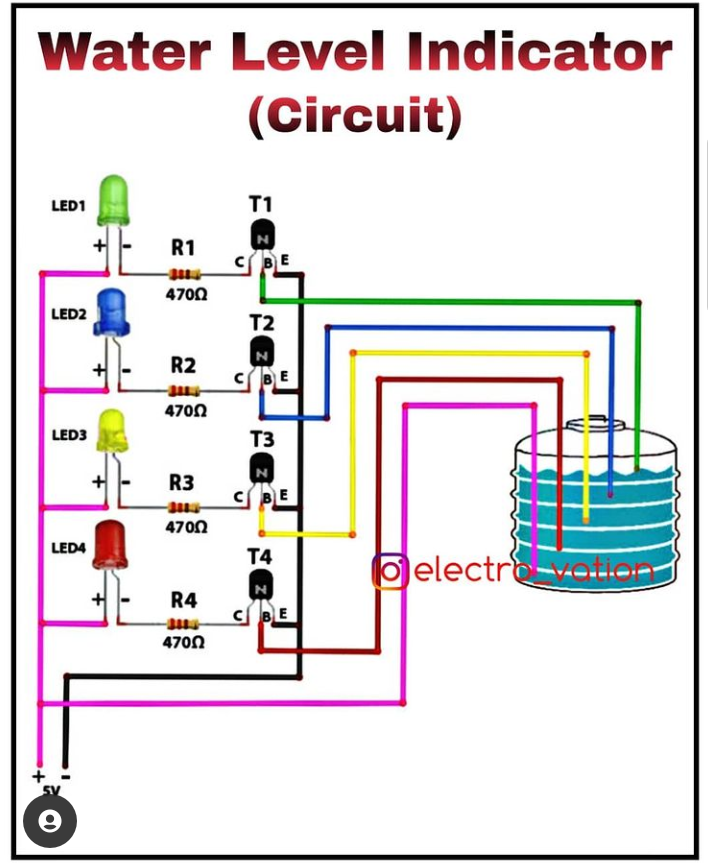 Water Level Indicator
(Circuit)
LED1
+ -
R1
470Ω
T1
N
C B E
LED2
+ -
R2
470Ω
T2
N
C B E
LED3
+ -
R3
470Ω
T3
N
C B E
LED4
+ -
R4
470Ω
T4
N
C B E
@electro_vation
+ -
5V